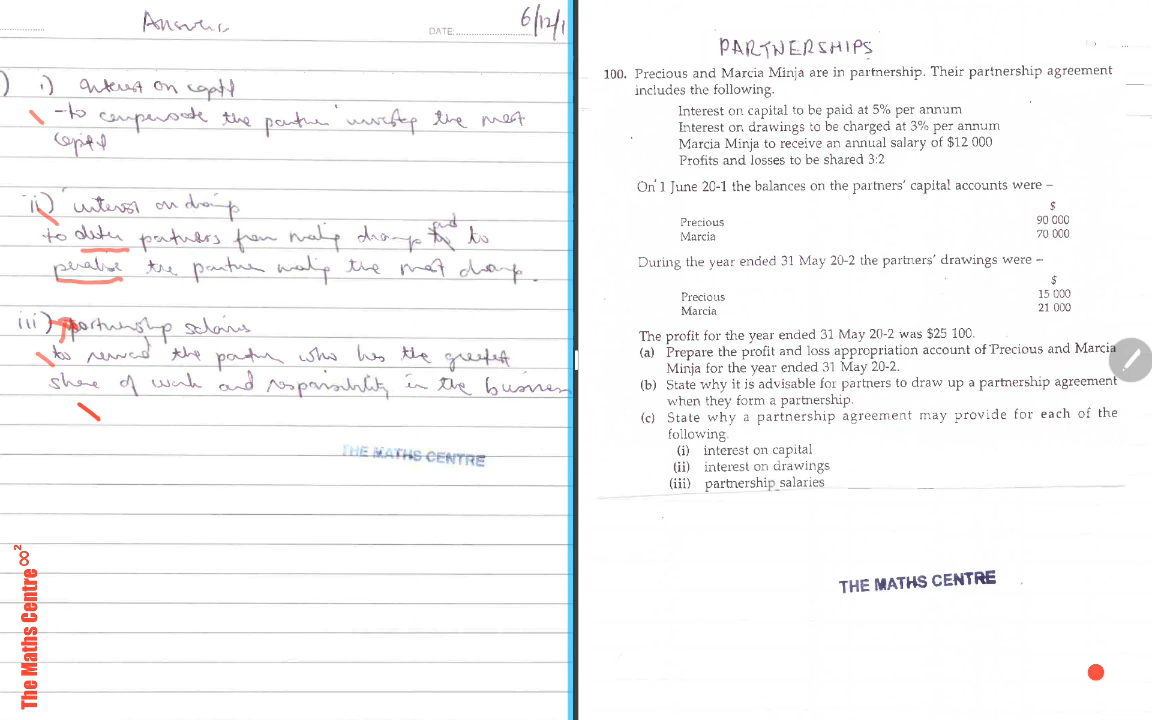 Answers
DATE:
6/12/1
i) interest on capital
- to compensate the partner investing the most
capital
ii) interest on drawings
to deter partners from making drawings and to
penalise the partner making the most drawings.
iii) partnership salaries
to reward the partner who has the greatest
share of work and responsibility in the business
THE MATHS CENTRE
The Maths Centre ∞²
PARTNERSHIPS
100. Precious and Marcia Minja are in partnership. Their partnership agreement
includes the following.
Interest on capital to be paid at 5% per annum
Interest on drawings to be charged at 3% per annum
Marcia Minja to receive an annual salary of $12 000
Profits and losses to be shared 3:2
On 1 June 20-1 the balances on the partners' capital accounts were –
$
Precious 90 000
Marcia 70 000
During the year ended 31 May 20-2 the partners' drawings were –
$
Precious 15 000
Marcia 21 000
The profit for the year ended 31 May 20-2 was $25 100.
(a) Prepare the profit and loss appropriation account of Precious and Marcia
Minja for the year ended 31 May 20-2.
(b) State why it is advisable for partners to draw up a partnership agreement
when they form a partnership.
(c) State why a partnership agreement may provide for each of the
following.
(i) interest on capital
(ii) interest on drawings
(iii) partnership salaries
THE MATHS CENTRE